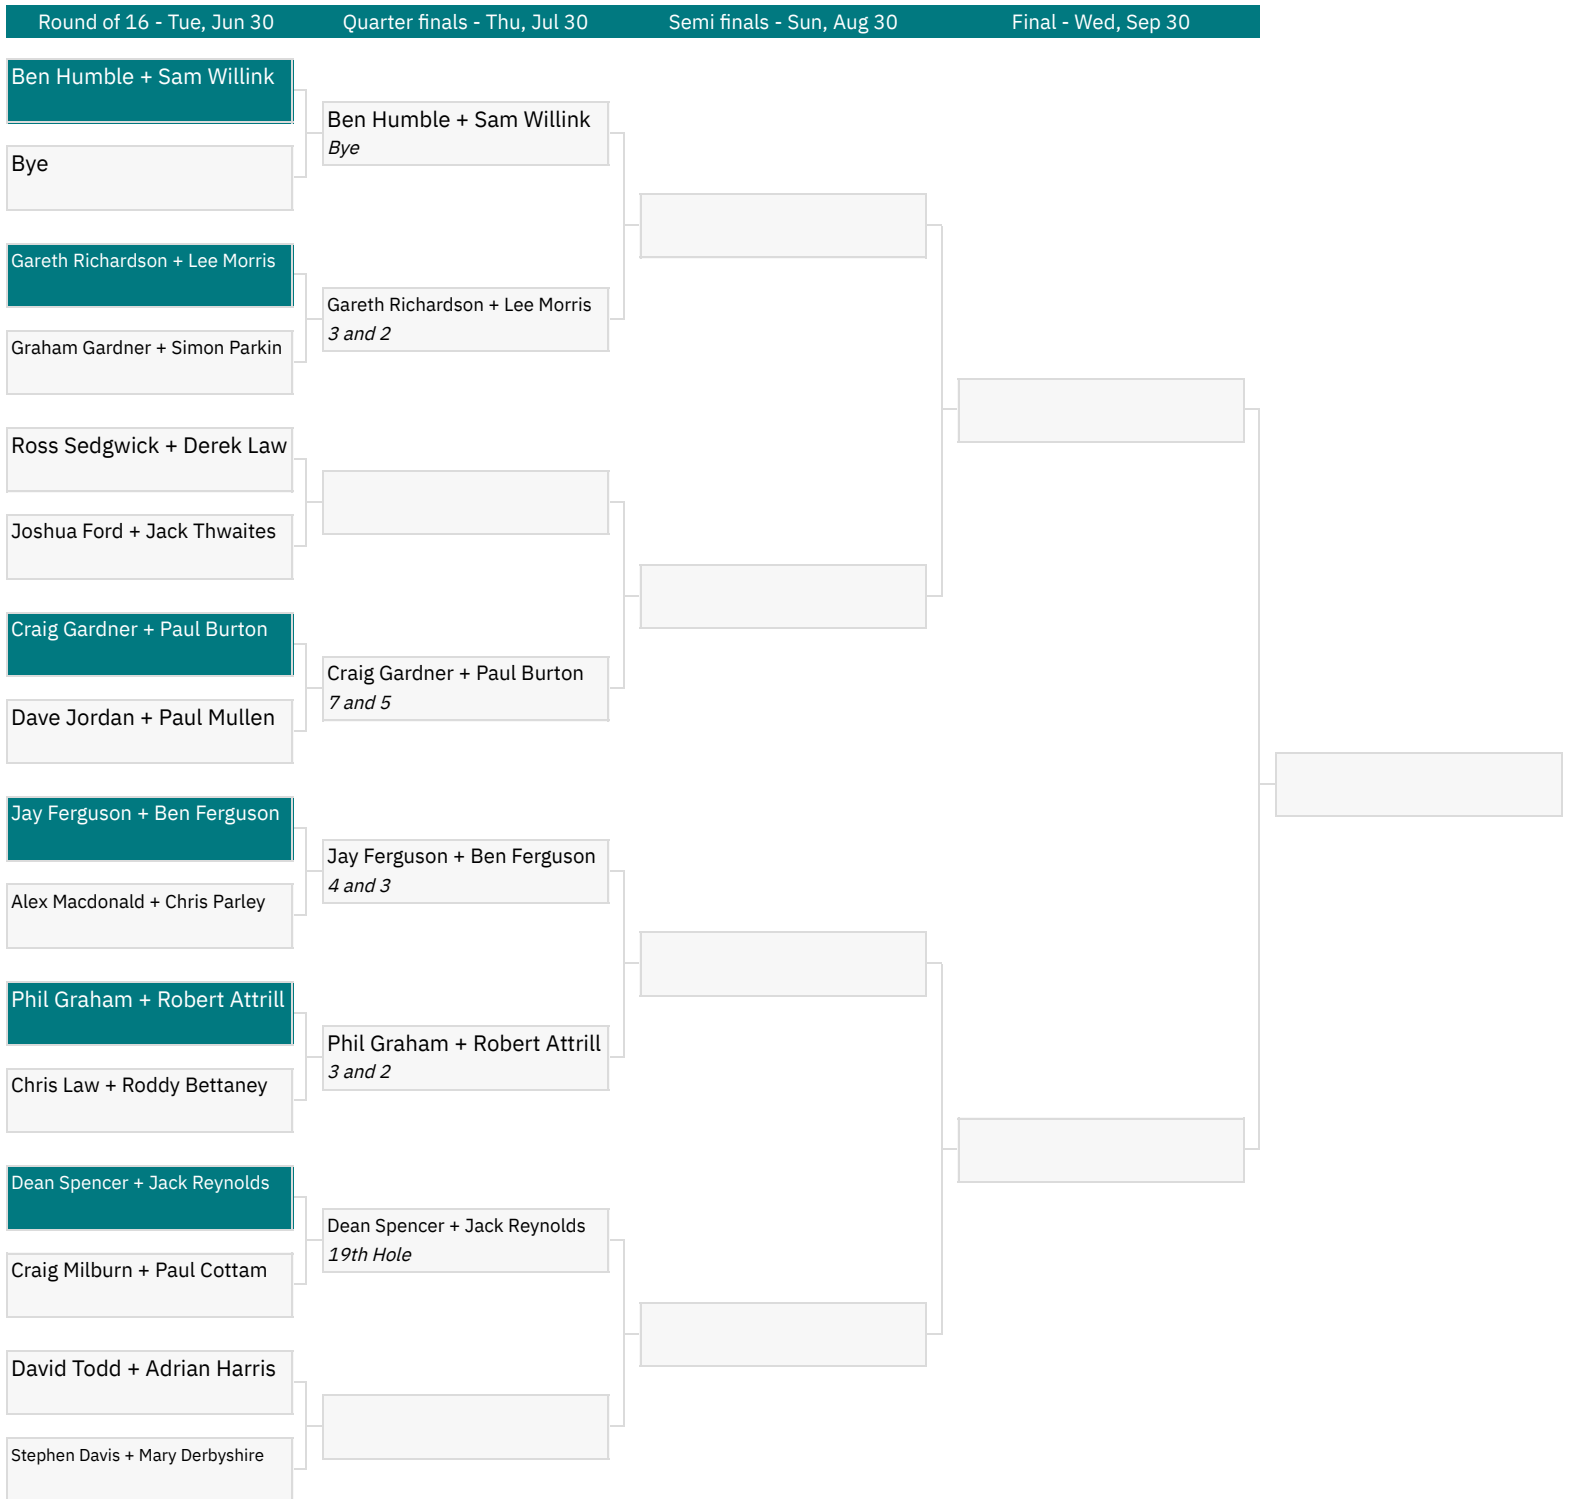 Round of 16 - Tue, Jun 30
Quarter finals - Thu, Jul 30
Semi finals - Sun, Aug 30
Final - Wed, Sep 30
Ben Humble + Sam Willink
Bye
Gareth Richardson + Lee Morris
Graham Gardner + Simon Parkin
Ross Sedgwick + Derek Law
Joshua Ford + Jack Thwaites
Craig Gardner + Paul Burton
Dave Jordan + Paul Mullen
Jay Ferguson + Ben Ferguson
Alex Macdonald + Chris Parley
Phil Graham + Robert Attrill
Chris Law + Roddy Bettaney
Dean Spencer + Jack Reynolds
Craig Milburn + Paul Cottam
David Todd + Adrian Harris
Stephen Davis + Mary Derbyshire
Ben Humble + Sam Willink
Bye
Gareth Richardson + Lee Morris
3 and 2
Craig Gardner + Paul Burton
7 and 5
Jay Ferguson + Ben Ferguson
4 and 3
Phil Graham + Robert Attrill
3 and 2
Dean Spencer + Jack Reynolds
19th Hole